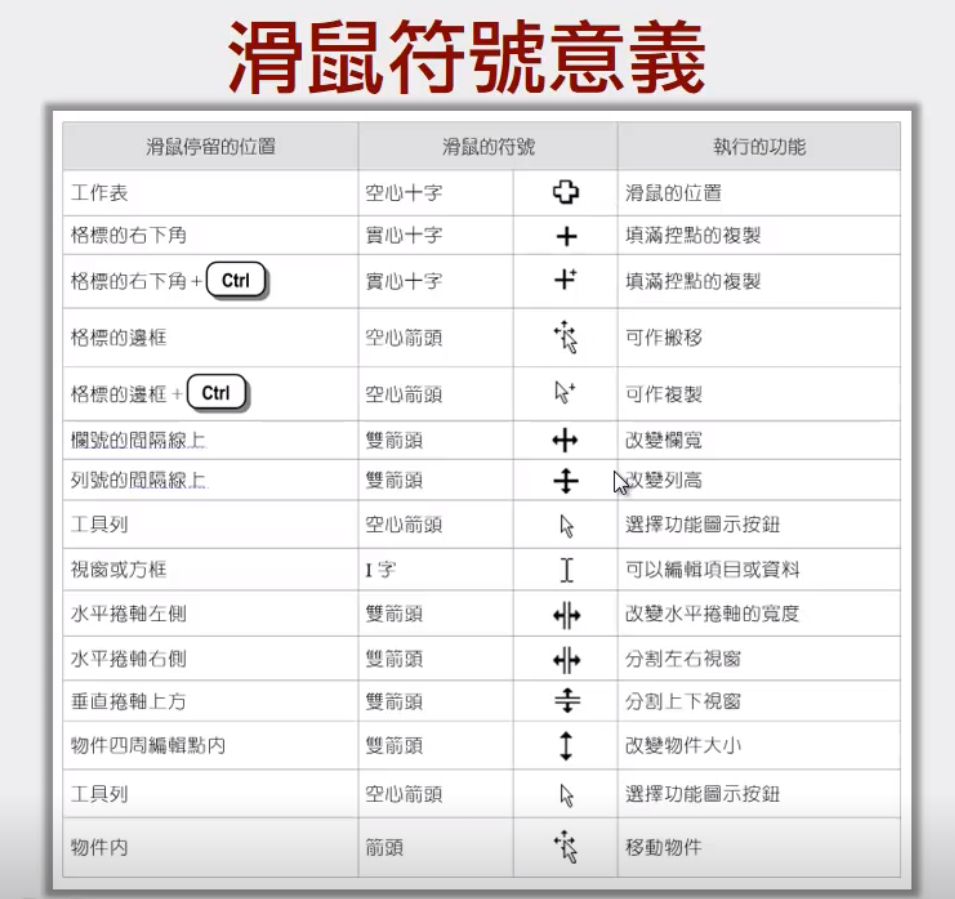 滑鼠符號意義
滑鼠停留的位置 滑鼠的符號 執行的功能
工作表 空心十字 滑鼠的位置
格標的右下角 實心十字 填滿控點的複製
格標的右下角+Ctrl 實心十字 填滿控點的複製
格標的邊框 空心箭頭 可作搬移
格標的邊框+Ctrl 空心箭頭 可作複製
欄號的間隔線上 雙箭頭 改變欄寬
列號的間隔線上 雙箭頭 改變列高
工具列 空心箭頭 選擇功能圖示按鈕
視窗或方框 I 字 可以編輯項目或資料
水平捲軸左側 雙箭頭 改變水平捲軸的寬度
水平捲軸右側 雙箭頭 分割左右視窗
垂直捲軸上方 雙箭頭 分割上下視窗
物件四周編輯點內 雙箭頭 改變物件大小
工具列 空心箭頭 選擇功能圖示按鈕
物件內 箭頭 移動物件